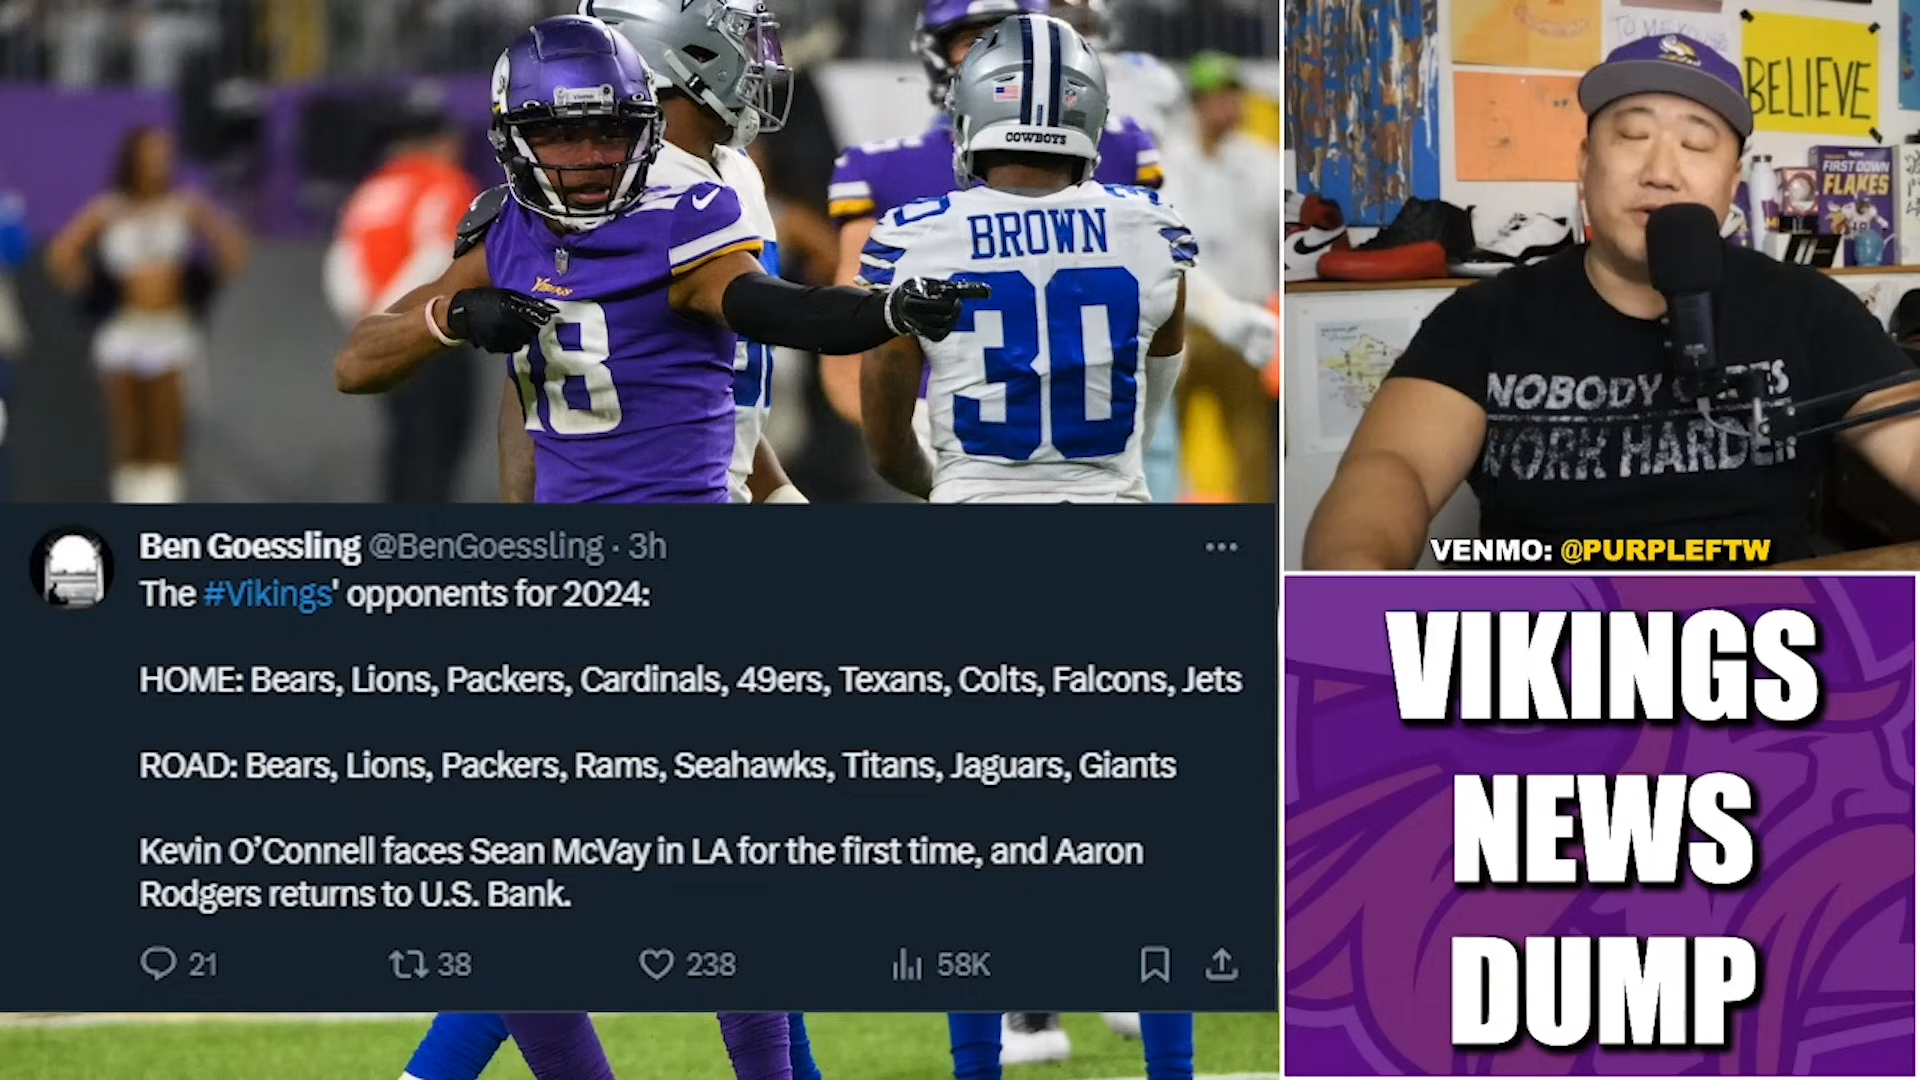 Vikings
18
COWBOYS
BROWN
30
Ben Goessling @BenGoessling · 3h
The #Vikings' opponents for 2024:
HOME: Bears, Lions, Packers, Cardinals, 49ers, Texans, Colts, Falcons, Jets
ROAD: Bears, Lions, Packers, Rams, Seahawks, Titans, Jaguars, Giants
Kevin O’Connell faces Sean McVay in LA for the first time, and Aaron
Rodgers returns to U.S. Bank.
21
38
238
58K
BELIEVE
FIRST DOWN
FLAKES
NOBODY
WORK HARDER
VENMO: @PURPLEFTW
VIKINGS
NEWS
DUMP